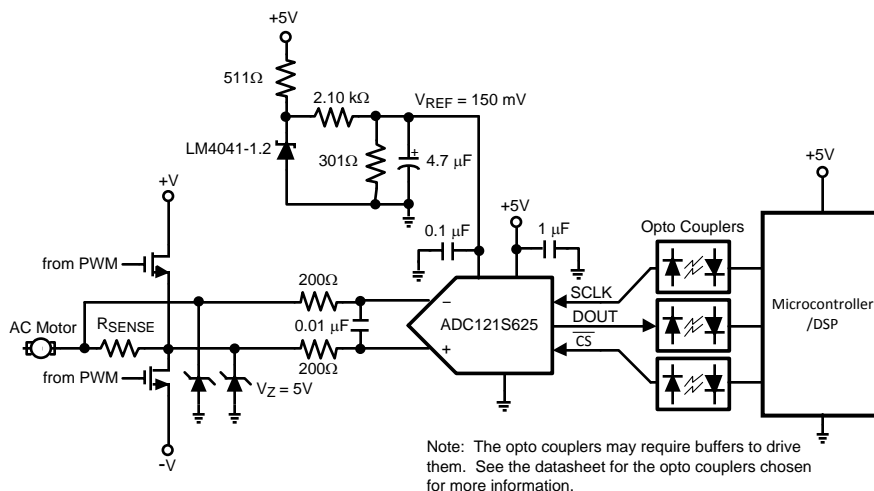 +5V
511Ω
2.10 kΩ
V_REF = 150 mV
LM4041-1.2
301Ω
+
4.7 μF
+5V
+V
+5V
0.1 μF
1 μF
Opto Couplers
from PWM
200Ω
SCLK
AC Motor
R_SENSE
0.01 μF
−
ADC121S625
DOUT
Microcontroller
/DSP
+
C̅S̅
from PWM
200Ω
V_Z = 5V
-V
Note: The opto couplers may require buffers to drive
them. See the datasheet for the opto couplers chosen
for more information.